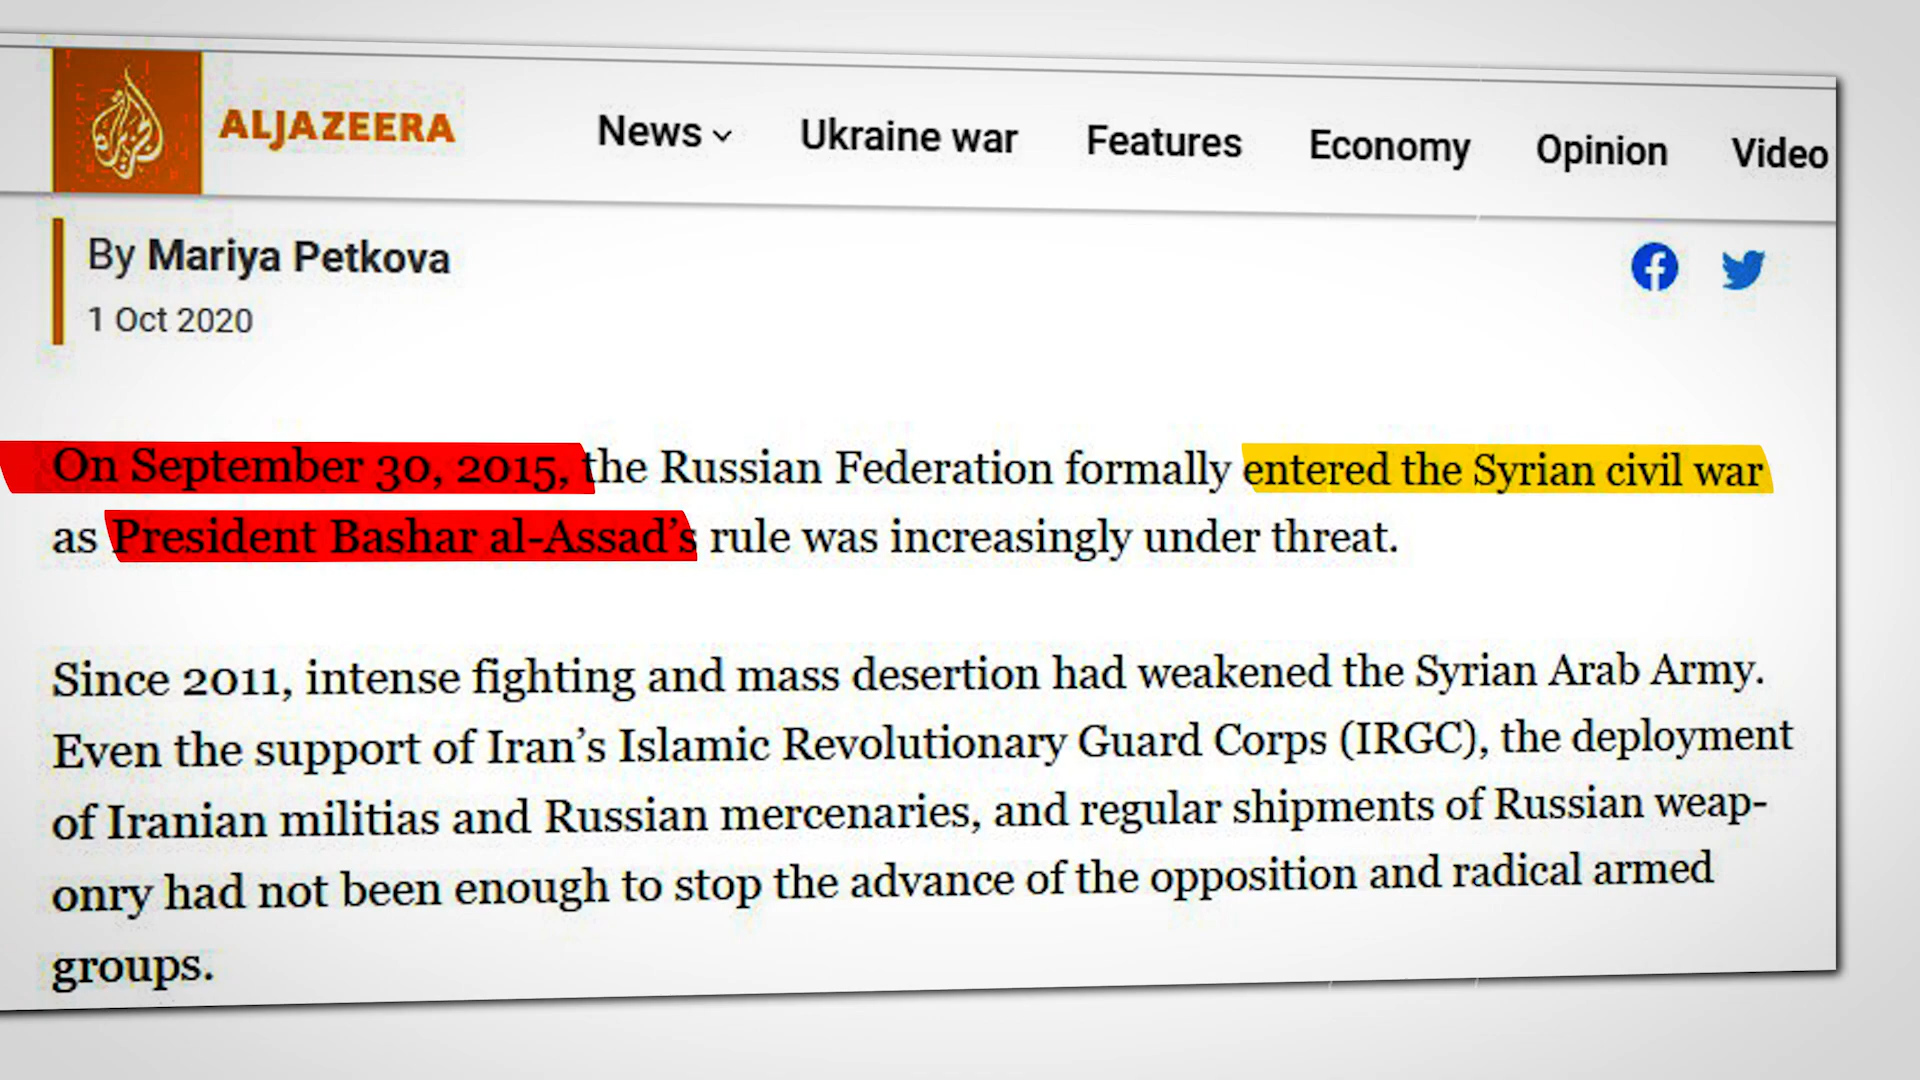 ALJAZEERA
News Ukraine war Features Economy Opinion Video
By Mariya Petkova
1 Oct 2020
On September 30, 2015, the Russian Federation formally entered the Syrian civil war
as President Bashar al-Assad’s rule was increasingly under threat.
Since 2011, intense fighting and mass desertion had weakened the Syrian Arab Army.
Even the support of Iran’s Islamic Revolutionary Guard Corps (IRGC), the deployment
of Iranian militias and Russian mercenaries, and regular shipments of Russian weap-
onry had not been enough to stop the advance of the opposition and radical armed
groups.